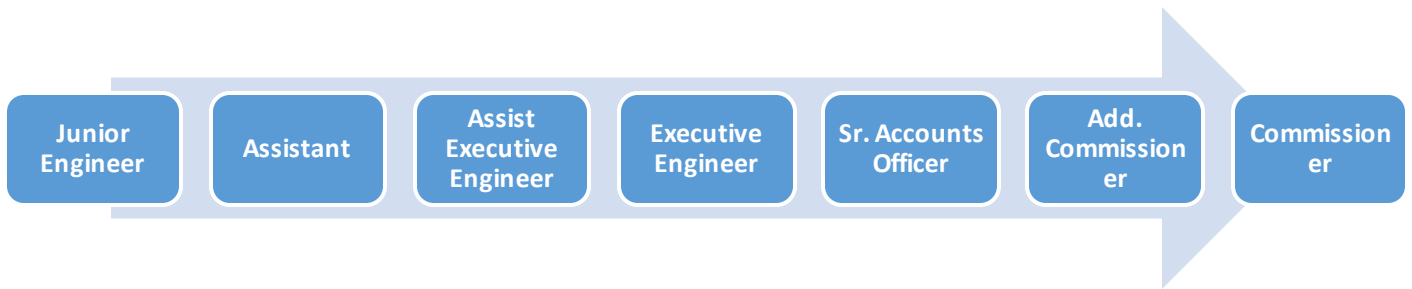 Junior
Engineer
Assistant
Assist
Executive
Engineer
Executive
Engineer
Sr. Accounts
Officer
Add.
Commission
er
Commission
er